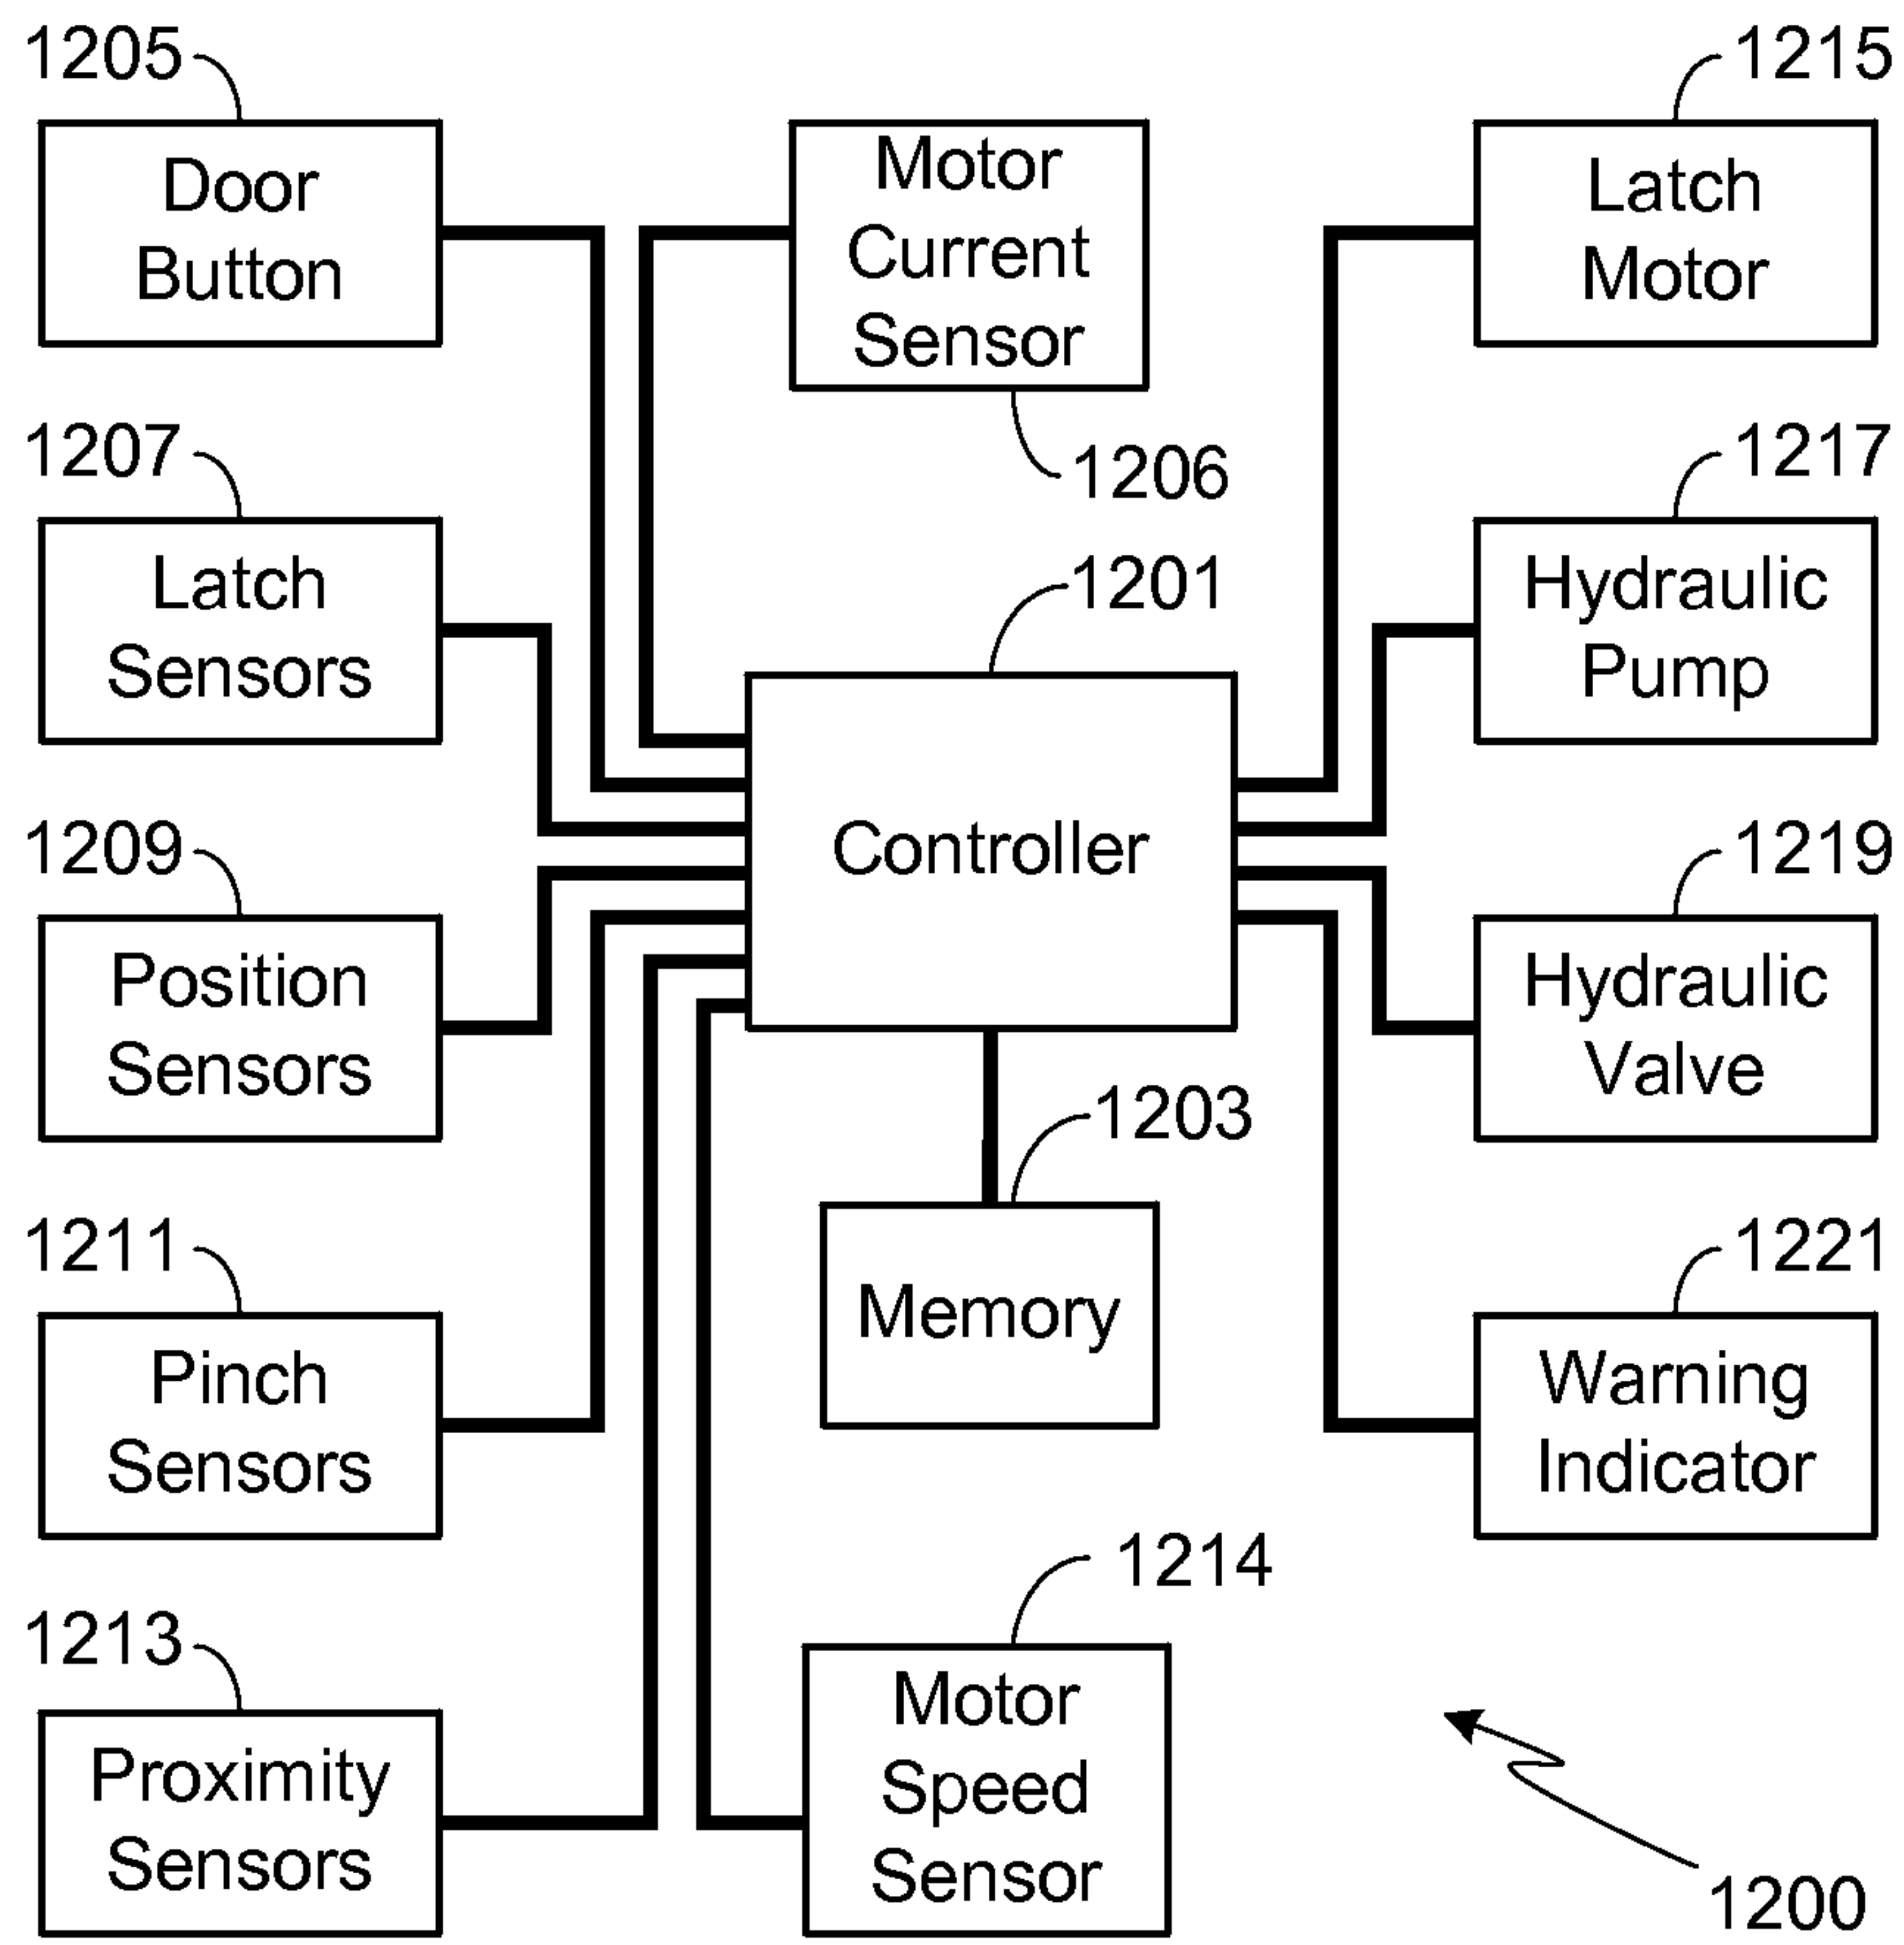 1205
Door
Button
Motor
Current
Sensor
1206
1215
Latch
Motor
1207
Latch
Sensors
1201
Controller
1217
Hydraulic
Pump
1209
Position
Sensors
1203
Memory
1219
Hydraulic
Valve
1211
Pinch
Sensors
1221
Warning
Indicator
1213
Proximity
Sensors
1214
Motor
Speed
Sensor
1200